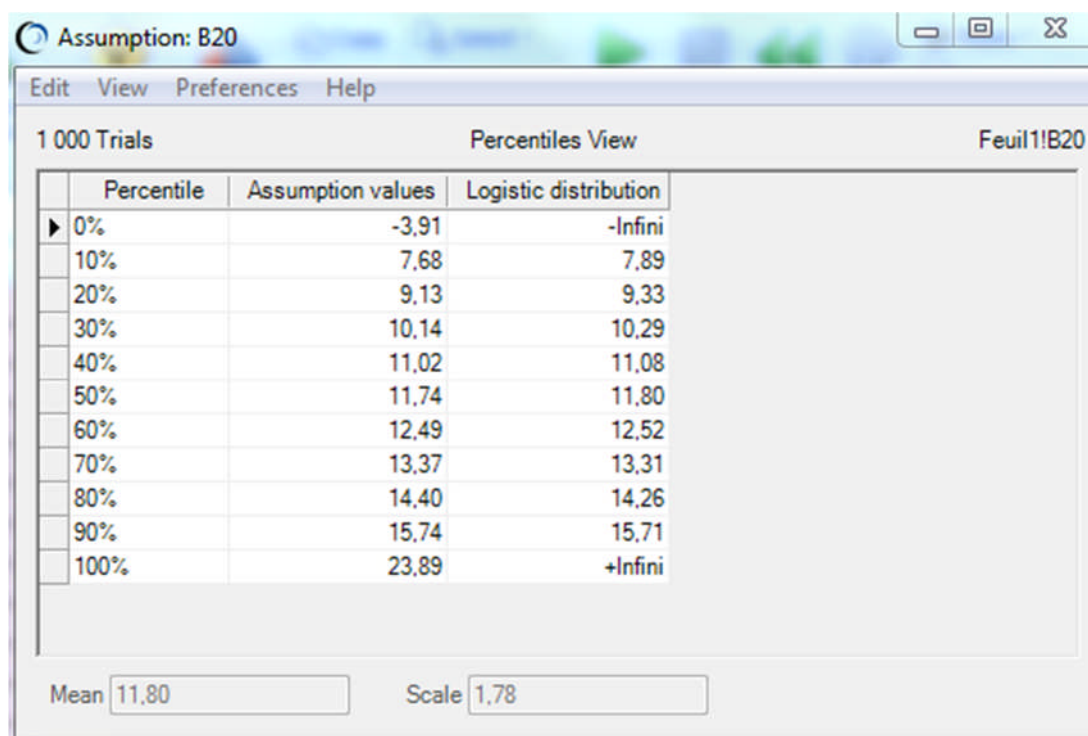 Assumption: B20
Edit View Preferences Help
1 000 Trials Percentiles View Feuil1!B20
Percentile Assumption values Logistic distribution
0% -3,91 -Infini
10% 7,68 7,89
20% 9,13 9,33
30% 10,14 10,29
40% 11,02 11,08
50% 11,74 11,80
60% 12,49 12,52
70% 13,37 13,31
80% 14,40 14,26
90% 15,74 15,71
100% 23,89 +Infini
Mean 11,80 Scale 1,78